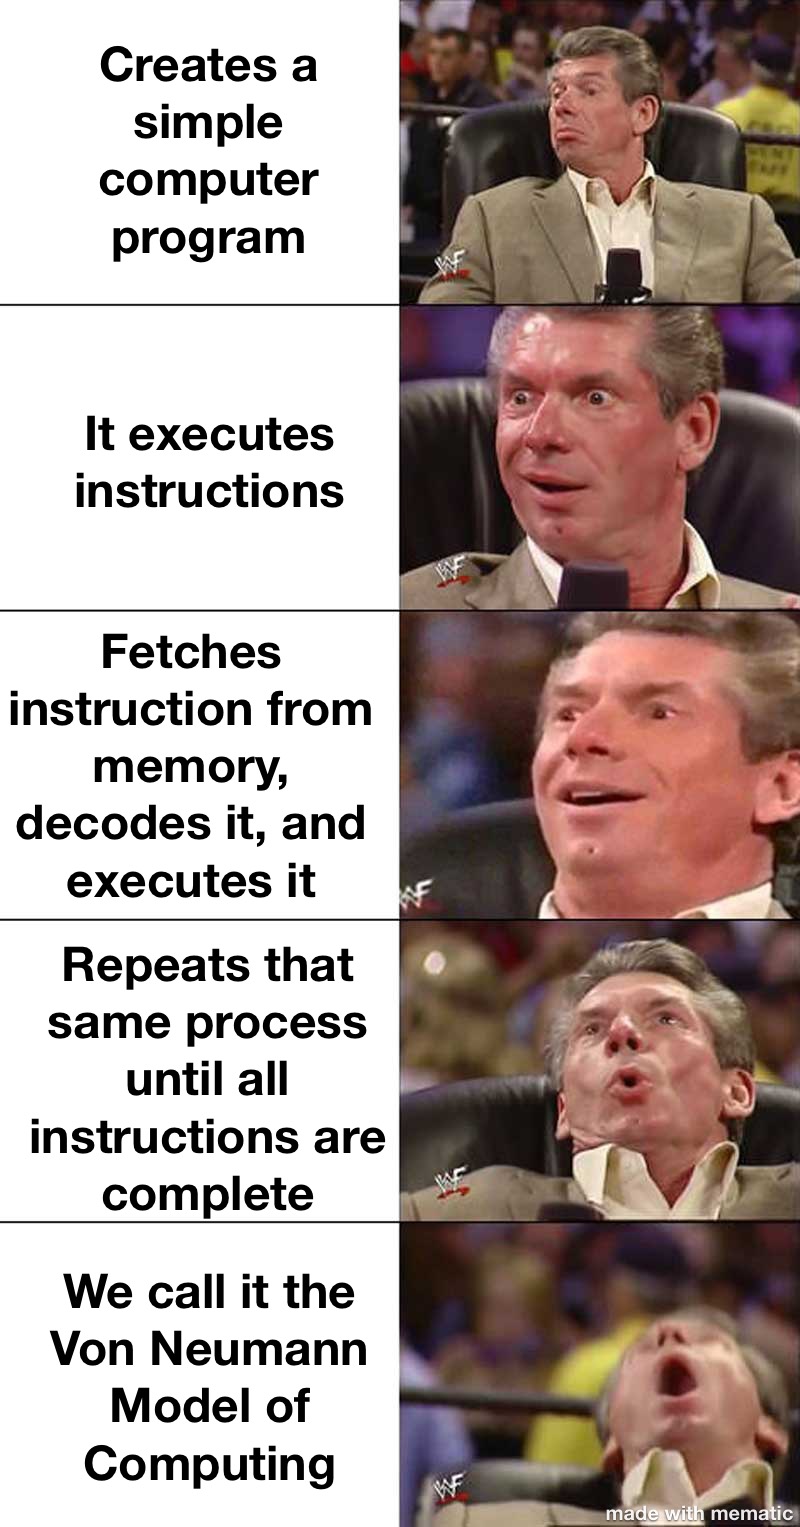 Creates a
simple
computer
program
It executes
instructions
Fetches
instruction from
memory,
decodes it, and
executes it
Repeats that
same process
until all
instructions are
complete
We call it the
Von Neumann
Model of
Computing
made with mematic